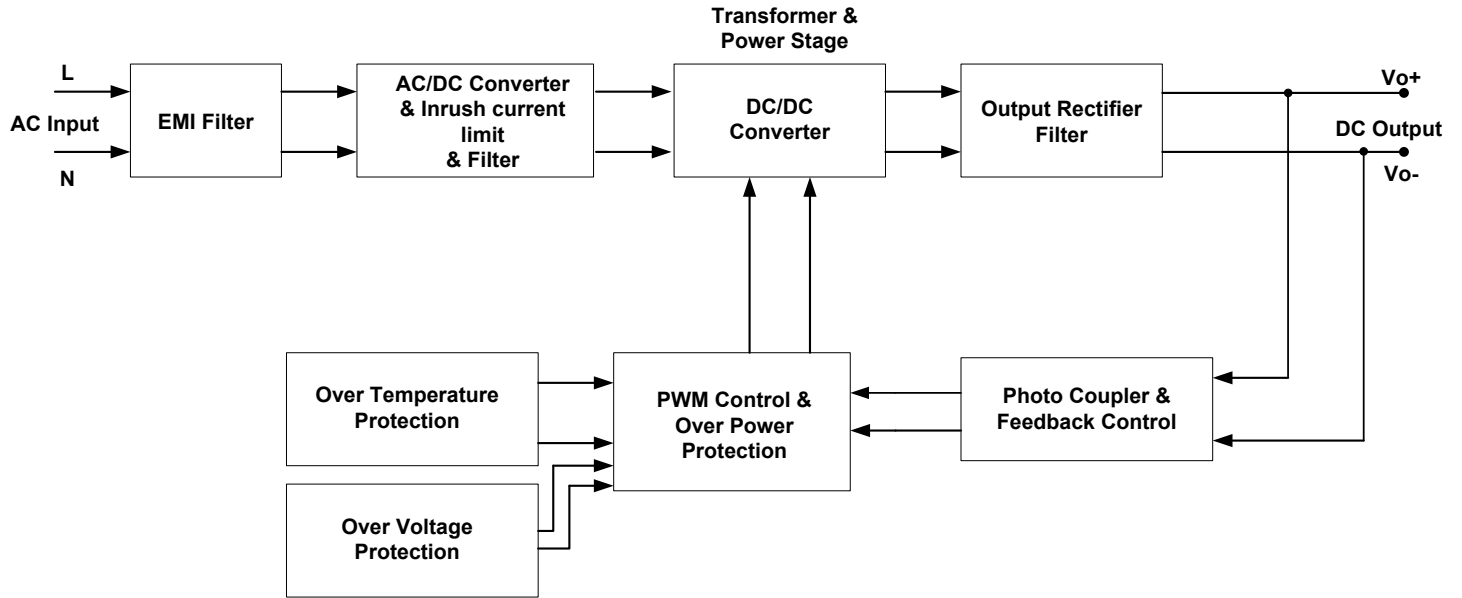 Transformer &
Power Stage
L
AC Input
N
EMI Filter
AC/DC Converter
& Inrush current
limit
& Filter
DC/DC
Converter
Output Rectifier
Filter
Vo+
DC Output
Vo-
Over Temperature
Protection
PWM Control &
Over Power
Protection
Photo Coupler &
Feedback Control
Over Voltage
Protection